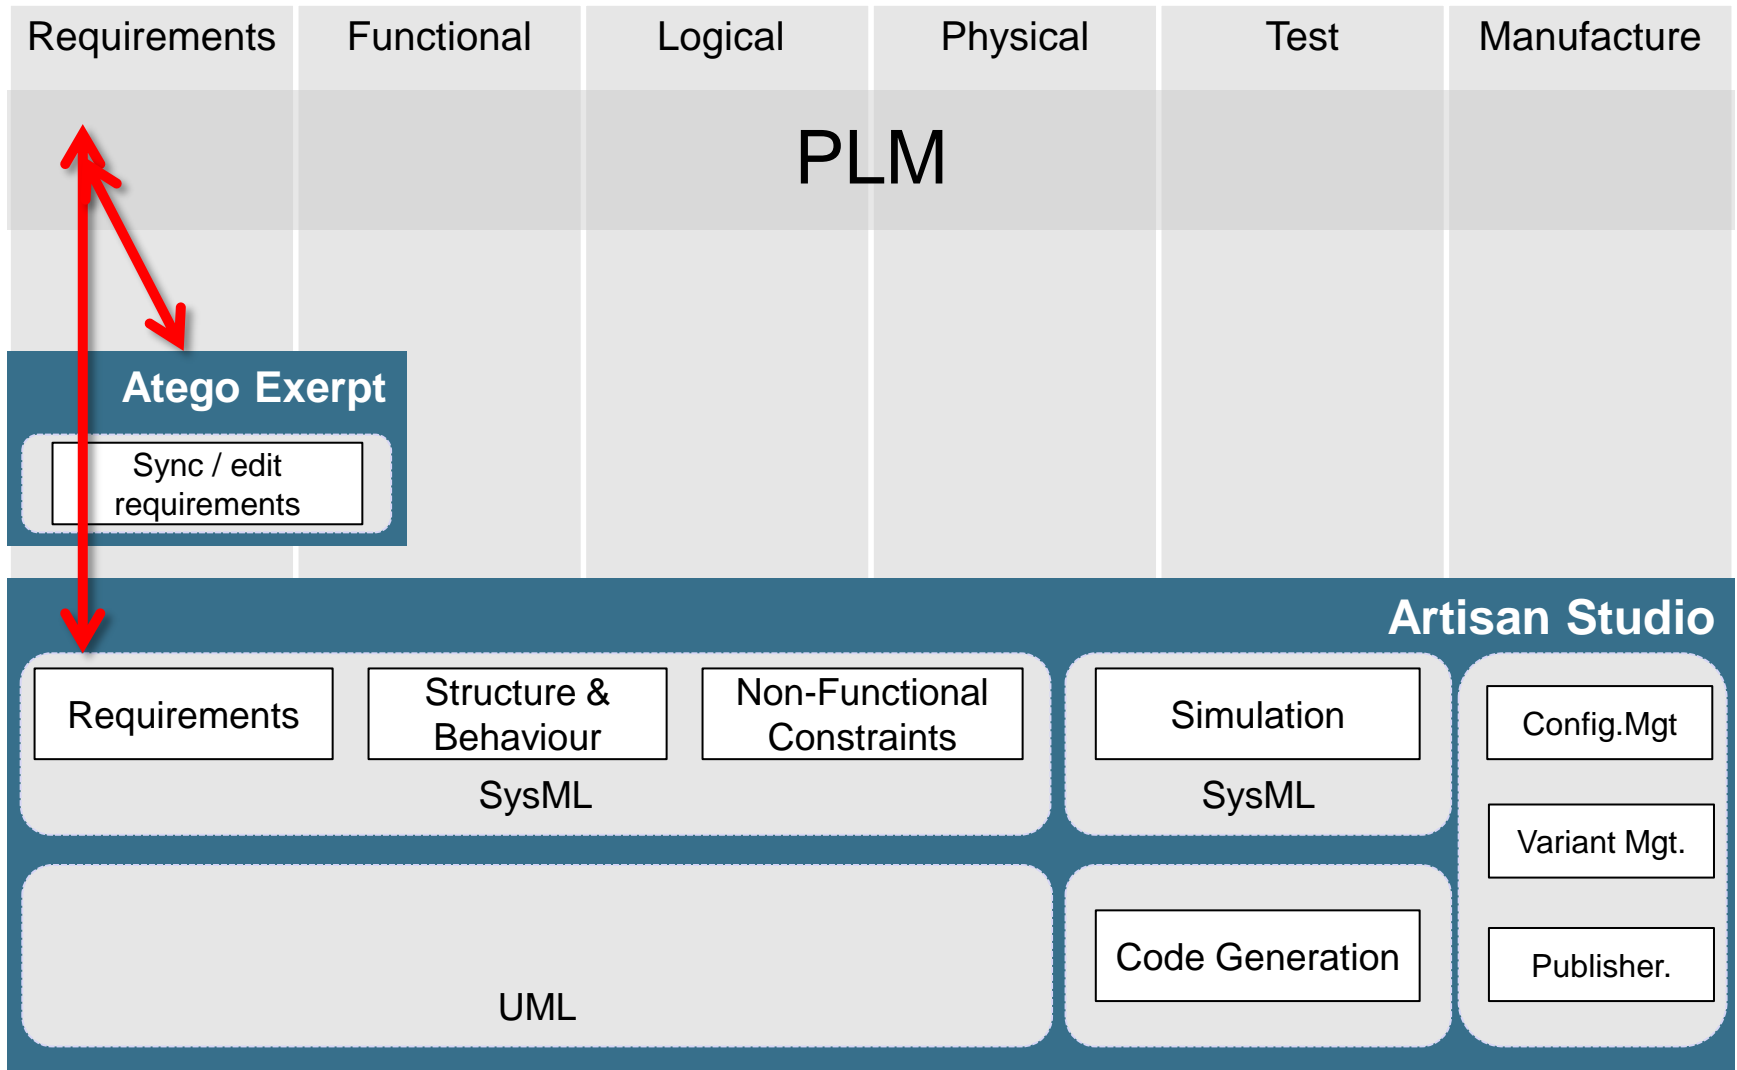 Requirements
Functional
Logical
Physical
Test
Manufacture
PLM
Atego Exerpt
Sync / edit
requirements
Artisan Studio
Requirements
Structure &
Behaviour
Non-Functional
Constraints
SysML
Simulation
SysML
Config.Mgt
Variant Mgt.
Publisher.
UML
Code Generation